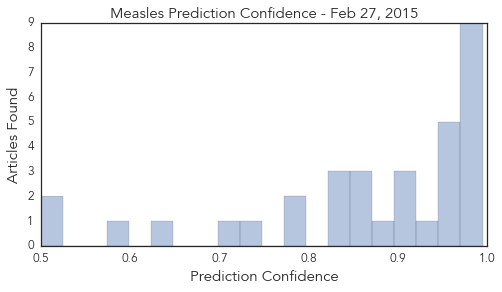 Measles Prediction Confidence - Feb 27, 2015
Articles Found
9
8
7
6
5
4
3
2
1
0
0.5 0.6 0.7 0.8 0.9 1.0
Prediction Confidence